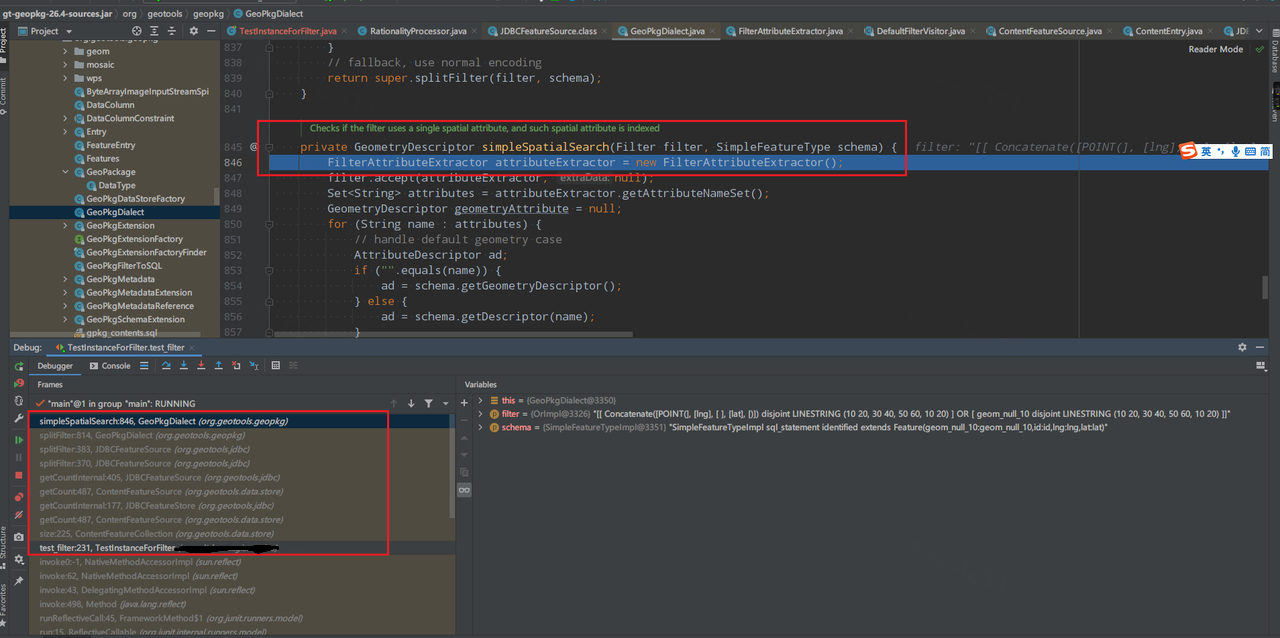 gt-geopkg-26.4-sources.jar › org › geotools › geopkg › GeoPkgDialect
Project
TestInstanceForFilter.java
RationalityProcessor.java
JDBCFeatureSource.class
GeoPkgDialect.java
FilterAttributeExtractor.java
DefaultFilterVisitor.java
ContentFeatureSource.java
ContentEntry.java
Project
Commit
geom
mosaic
wps
ByteArrayImageInputStreamSpi
DataColumn
DataColumnConstraint
Entry
FeatureEntry
Features
GeoPackage
DataType
GeoPkgDataStoreFactory
GeoPkgDialect
GeoPkgExtension
GeoPkgExtensionFactory
GeoPkgExtensionFactoryFinder
GeoPkgFilterToSQL
GeoPkgMetadata
GeoPkgMetadataExtension
GeoPkgMetadataReference
GeoPkgSchemaExtension
gpkg_contents.sql
Reader Mode
Database
837 }
838 // fallback, use normal encoding
839 return super.splitFilter(filter, schema);
840 }
841
Checks if the filter uses a single spatial attribute, and such spatial attribute is indexed
845 @ private GeometryDescriptor simpleSpatialSearch(Filter filter, SimpleFeatureType schema) { filter: "[[ Concatenate([POINT(], [lng]
英 简
846 FilterAttributeExtractor attributeExtractor = new FilterAttributeExtractor();
847 filter.accept(attributeExtractor, extraData: null);
848 Set<String> attributes = attributeExtractor.getAttributeNameSet();
849 GeometryDescriptor geometryAttribute = null;
850 for (String name : attributes) {
851 // handle default geometry case
852 AttributeDescriptor ad;
853 if ("".equals(name)) {
854 ad = schema.getGeometryDescriptor();
855 } else {
856 ad = schema.getDescriptor(name);
857 }
Debug: TestInstanceForFilter.test_filter
Debugger Console
Frames
"main"@1 in group "main": RUNNING
simpleSpatialSearch:846, GeoPkgDialect (org.geotools.geopkg)
splitFilter:814, GeoPkgDialect (org.geotools.geopkg)
splitFilter:383, JDBCFeatureSource (org.geotools.jdbc)
splitFilter:370, JDBCFeatureSource (org.geotools.jdbc)
getCountInternal:405, JDBCFeatureSource (org.geotools.jdbc)
getCount:487, ContentFeatureSource (org.geotools.data.store)
getCountInternal:177, JDBCFeatureStore (org.geotools.jdbc)
getCount:487, ContentFeatureSource (org.geotools.data.store)
size:225, ContentFeatureCollection (org.geotools.data.store)
test_filter:231, TestInstanceForFilter
invoke0:-1, NativeMethodAccessorImpl (sun.reflect)
invoke:62, NativeMethodAccessorImpl (sun.reflect)
invoke:43, DelegatingMethodAccessorImpl (sun.reflect)
invoke:498, Method (java.lang.reflect)
runReflectiveCall:45, FrameworkMethod$1 (org.junit.runners.model)
run:15, ReflectiveCallable (org.junit.internal.runners.model)
Variables
this = {GeoPkgDialect@3350}
filter = {OrImpl@3326} "[[ Concatenate([POINT(], [lng], [ ], [lat], [)]) disjoint LINESTRING (10 20, 30 40, 50 60, 10 20) ] OR [ geom_null_10 disjoint LINESTRING (10 20, 30 40, 50 60, 10 20) ]]"
schema = {SimpleFeatureTypeImpl@3351} "SimpleFeatureTypeImpl sql_statement identified extends Feature(geom_null_10:geom_null_10,id:id,lng:lng,lat:lat)"
Structure
Favorites